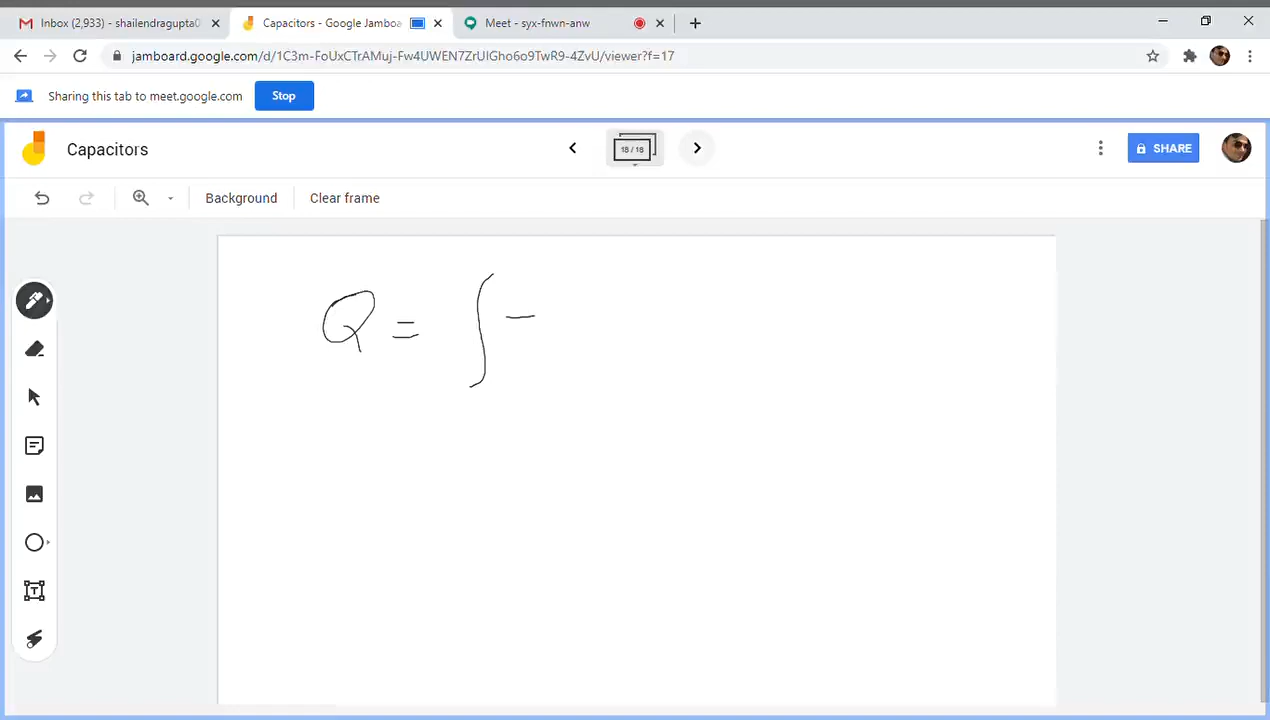 Inbox (2,933) - shailendragupta0
Capacitors - Google Jamboa
Meet - syx-fnwn-anw
jamboard.google.com/d/1C3m-FoUxCTrAMuj-Fw4UWEN7ZrUIGho6o9TwR9-4ZvU/viewer?f=17
Sharing this tab to meet.google.com Stop
Capacitors 18 / 18 SHARE
Background Clear frame
Q = ∫ −
T